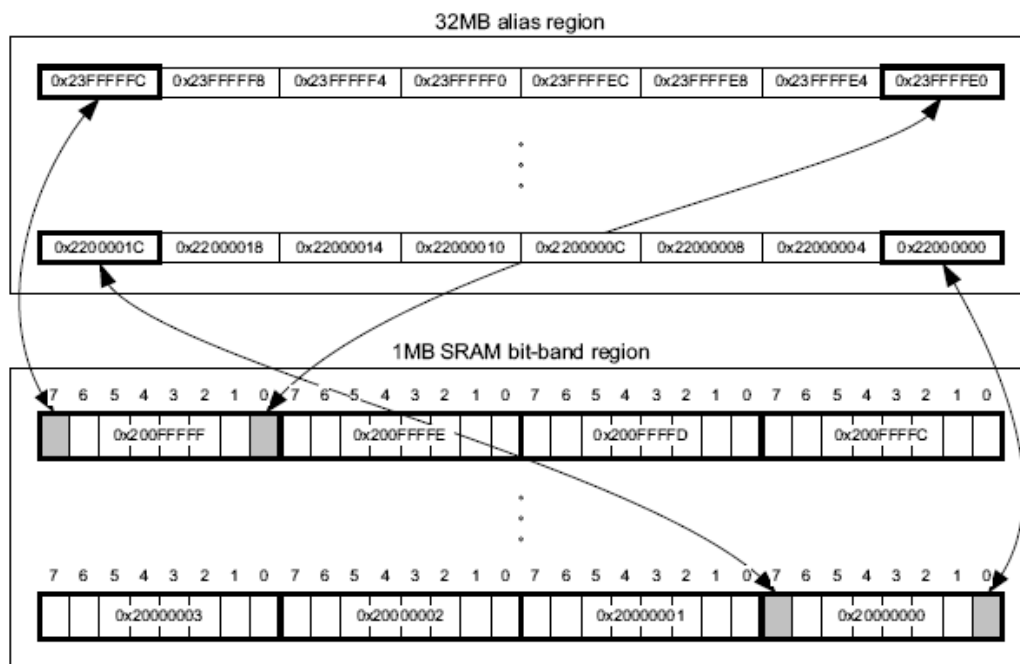 32MB alias region
0x23FFFFFC 0x23FFFFF8 0x23FFFFF4 0x23FFFFF0 0x23FFFFEC 0x23FFFFE8 0x23FFFFE4 0x23FFFFE0
0x2200001C 0x22000018 0x22000014 0x22000010 0x2200000C 0x22000008 0x22000004 0x22000000
1MB SRAM bit-band region
7 6 5 4 3 2 1 0 7 6 5 4 3 2 1 0 7 6 5 4 3 2 1 0 7 6 5 4 3 2 1 0
0x200FFFFF 0x200FFFFE 0x200FFFFD 0x200FFFFC
7 6 5 4 3 2 1 0 7 6 5 4 3 2 1 0 7 6 5 4 3 2 1 0 7 6 5 4 3 2 1 0
0x20000003 0x20000002 0x20000001 0x20000000